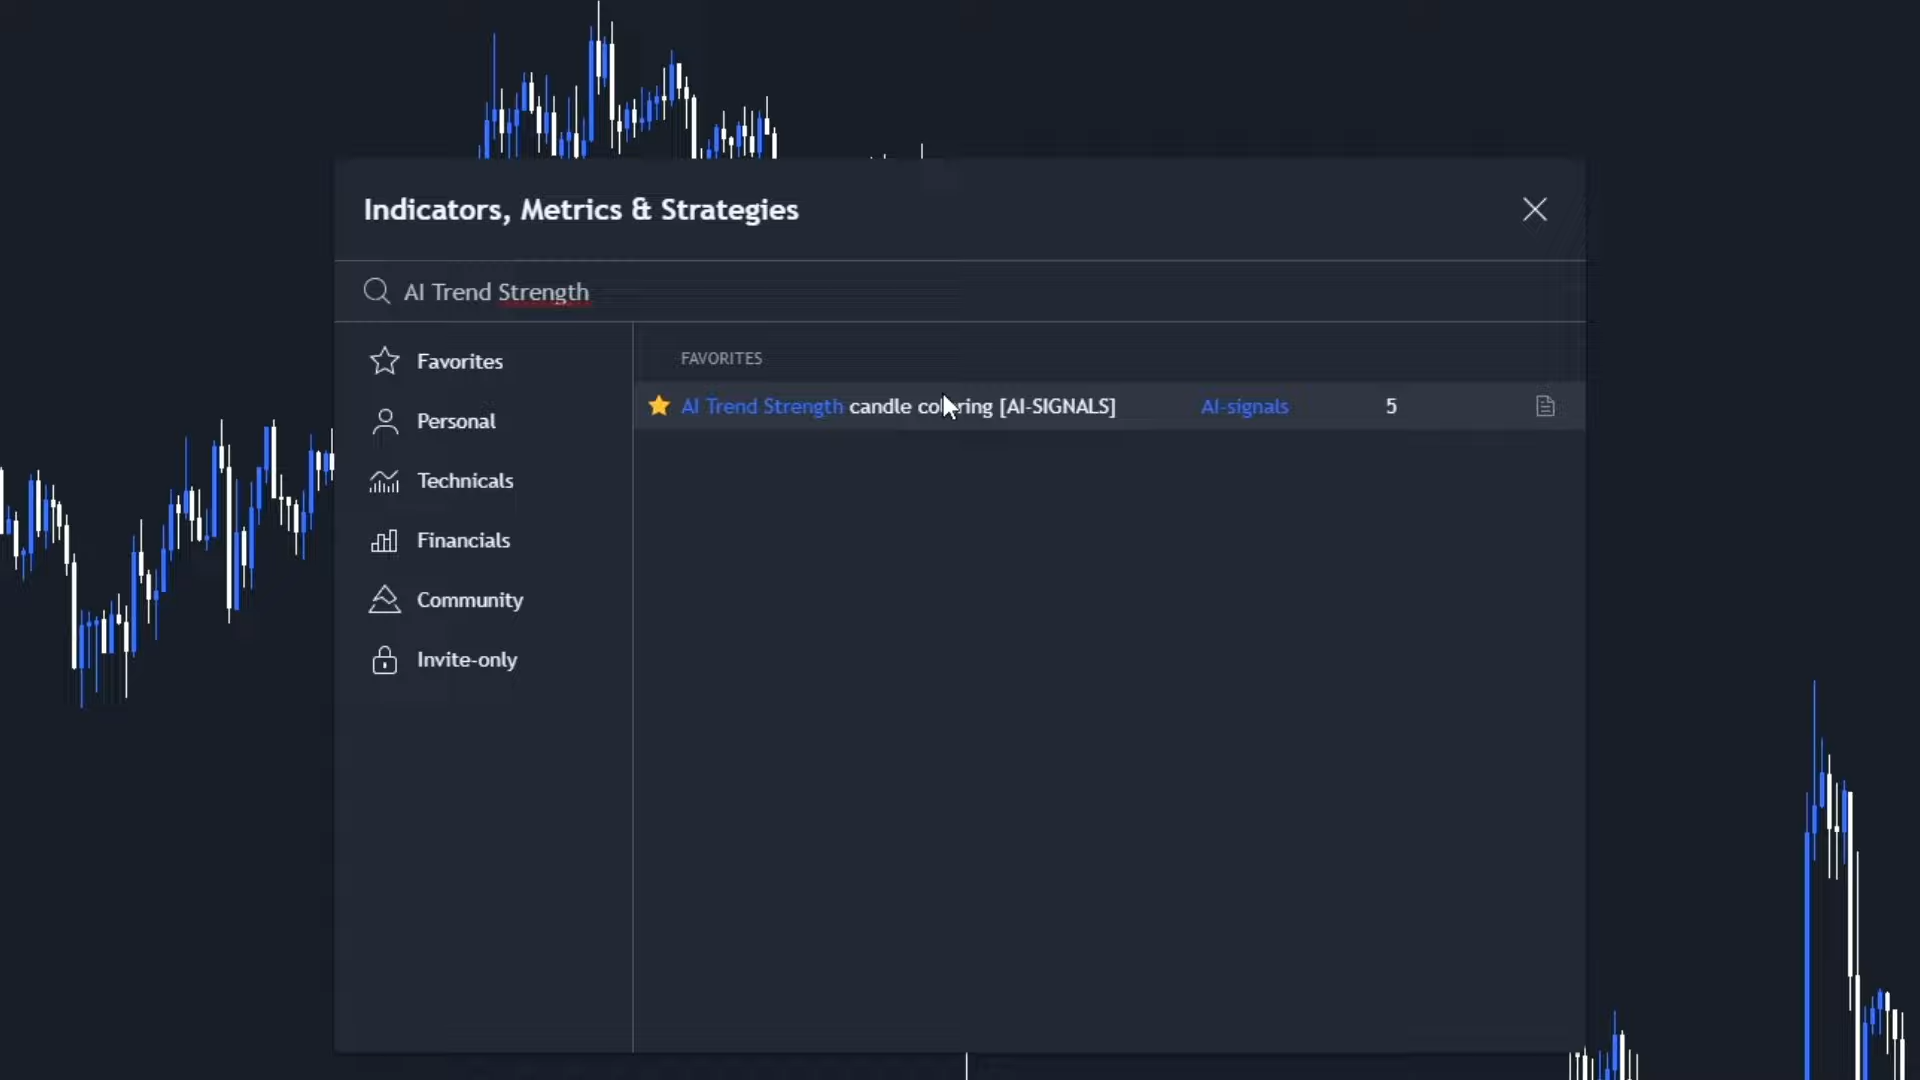 Indicators, Metrics & Strategies
AI Trend Strength
Favorites
Personal
Technicals
Financials
Community
Invite-only
FAVORITES
AI Trend Strength candle coloring [AI-SIGNALS] AI-signals 5